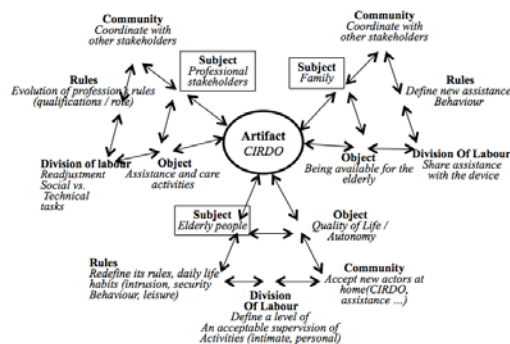 Community
Coordinate with
other stakeholders
Subject
Professional
stakeholders
Rules
Evolution of profession rules
(qualifications / role)
Division of labour
Readjustment
Social vs.
Technical
tasks
Object
Assistance and care
activities
Artifact
CIRDO
Community
Coordinate with
other stakeholders
Subject
Family
Rules
Define new assistance
Behaviour
Object
Being available for the
elderly
Division Of Labour
Share assistance
with the device
Subject
Elderly people
Object
Quality of Life /
Autonomy
Rules
Redefine its rules, daily life
habits (intrusion, security
Behaviour, leisure)
Division
Of Labour
Define a level of
An acceptable supervision of
Activities (intimate, personal)
Community
Accept new actors at
home(CIRDO,
assistance ...)